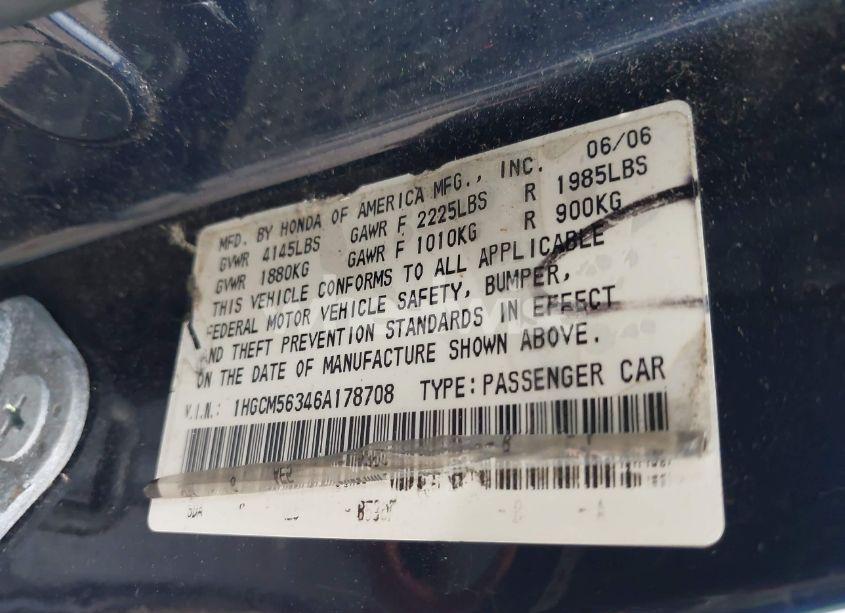 06/06
MFD. BY HONDA OF AMERICA MFG., INC.
GVWR 4145LBS GAWR F 2225LBS R 1985LBS
GVWR 1880KG GAWR F 1010KG R 900KG
THIS VEHICLE CONFORMS TO ALL APPLICABLE
FEDERAL MOTOR VEHICLE SAFETY, BUMPER,
AND THEFT PREVENTION STANDARDS IN EFFECT
ON THE DATE OF MANUFACTURE SHOWN ABOVE.
V.I.N.: 1HGCM56346A178708 TYPE: PASSENGER CAR
SDA